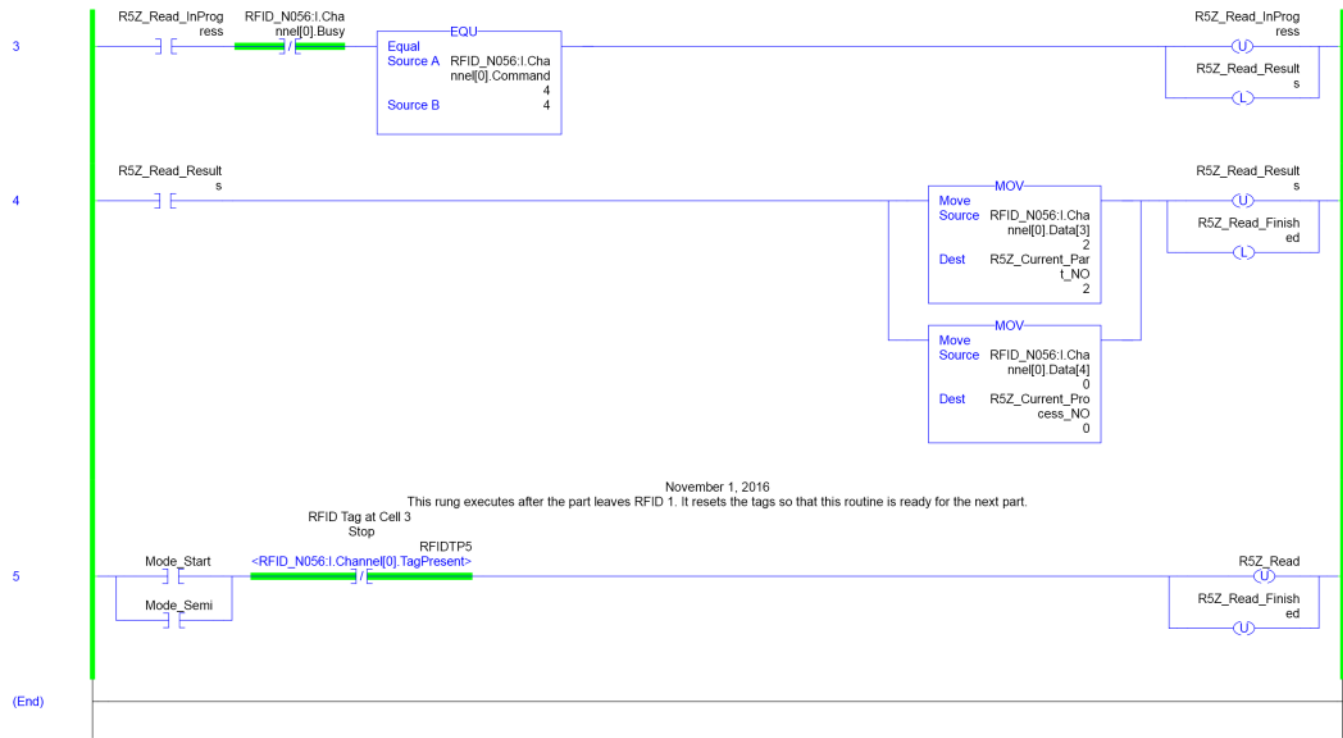 3
R5Z_Read_InProg
ress
RFID_N056:I.Cha
nnel[0].Busy
EQU
Equal
Source A RFID_N056:I.Cha
nnel[0].Command
4
Source B 4
R5Z_Read_InProg
ress
U
R5Z_Read_Result
s
L
4
R5Z_Read_Result
s
MOV
Move
Source RFID_N056:I.Cha
nnel[0].Data[3]
2
Dest R5Z_Current_Par
t_NO
2
MOV
Move
Source RFID_N056:I.Cha
nnel[0].Data[4]
0
Dest R5Z_Current_Pro
cess_NO
0
R5Z_Read_Result
s
U
R5Z_Read_Finish
ed
L
November 1, 2016
This rung executes after the part leaves RFID 1. It resets the tags so that this routine is ready for the next part.
5
Mode_Start
Mode_Semi
RFID Tag at Cell 3
Stop
RFIDTP5
<RFID_N056:I.Channel[0].TagPresent>
R5Z_Read
U
R5Z_Read_Finish
ed
U
(End)